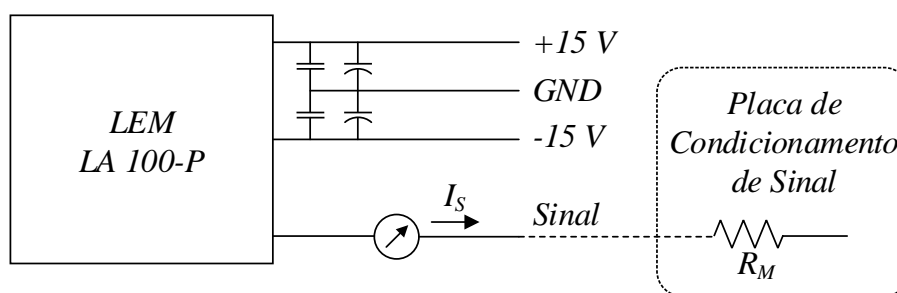 LEM
LA 100-P
+15 V
GND
-15 V
I_S
Sinal
Placa de
Condicionamento
de Sinal
R_M